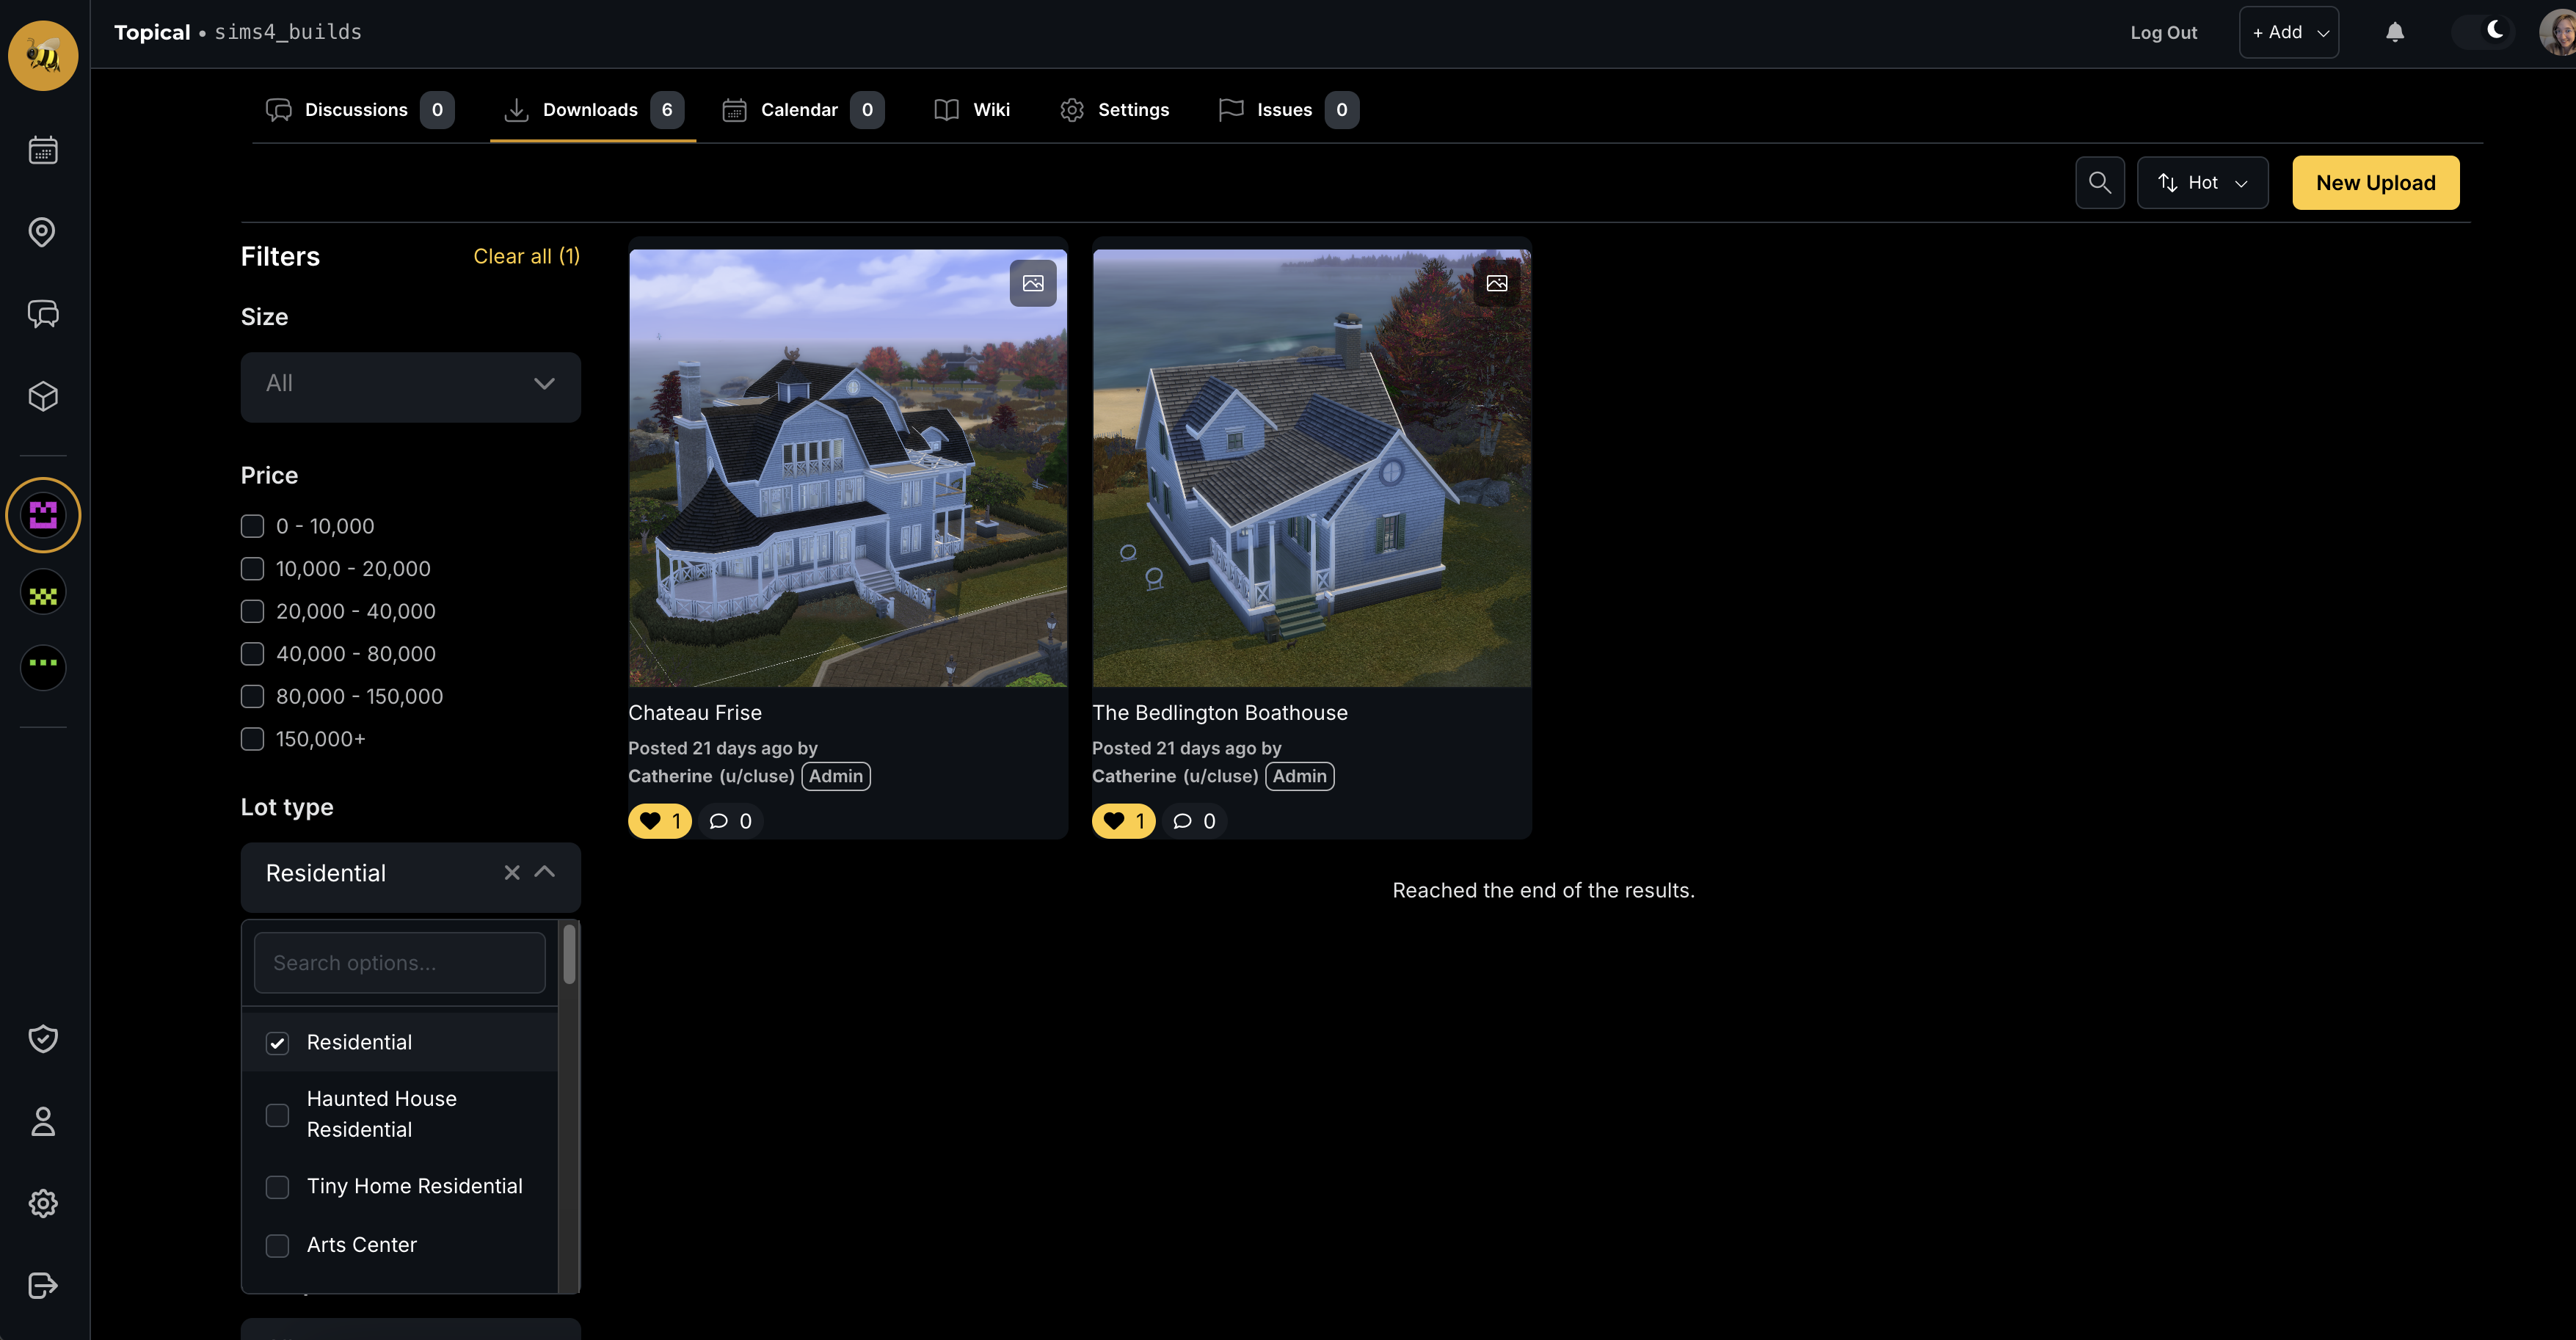 Topical • sims4_builds
Log Out
+ Add
Discussions 0
Downloads 6
Calendar 0
Wiki
Settings
Issues 0
Hot
New Upload
Filters
Clear all (1)
Size
All
Price
0 - 10,000
10,000 - 20,000
20,000 - 40,000
40,000 - 80,000
80,000 - 150,000
150,000+
Lot type
Residential
Search options...
Residential
Haunted House
Residential
Tiny Home Residential
Arts Center
Chateau Frise
Posted 21 days ago by
Catherine (u/cluse) Admin
1 0
The Bedlington Boathouse
Posted 21 days ago by
Catherine (u/cluse) Admin
1 0
Reached the end of the results.